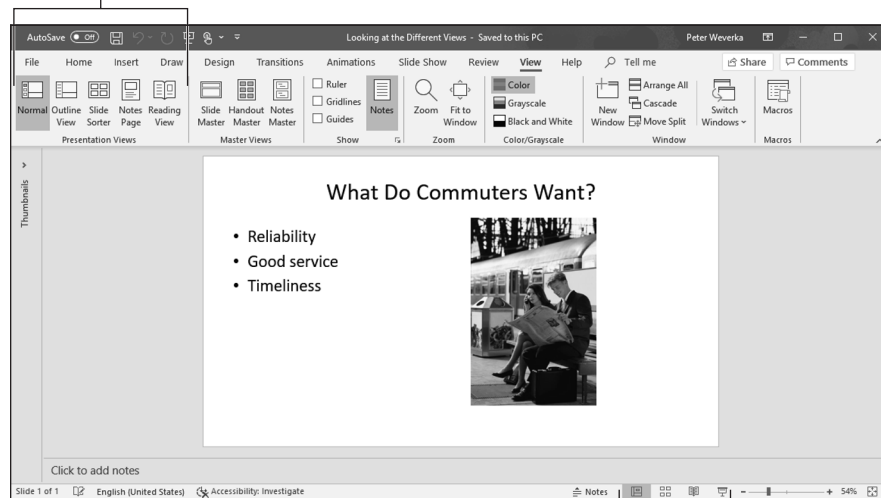 AutoSave Off Looking at the Different Views - Saved to this PC Peter Weverka
File Home Insert Draw Design Transitions Animations Slide Show Review View Help Tell me Share Comments
Normal Outline View Slide Sorter Notes Page Reading View
Presentation Views
Slide Master Handout Master Notes Master
Master Views
Ruler
Gridlines
Guides
Notes
Show
Zoom Fit to Window
Zoom
Color
Grayscale
Black and White
Color/Grayscale
New Window
Arrange All
Cascade
Move Split
Switch Windows
Window
Macros
Macros
Thumbnails
What Do Commuters Want?
• Reliability
• Good service
• Timeliness
Click to add notes
Slide 1 of 1 English (United States) Accessibility: Investigate Notes - + 54%